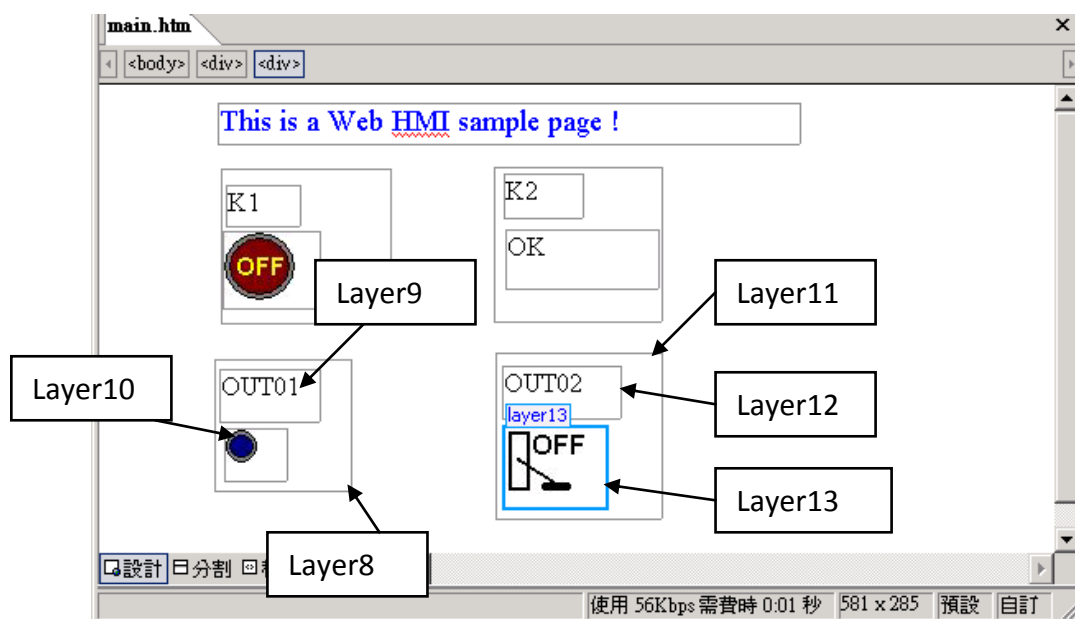 main.htm
<body> <div> <div>
This is a Web HMI sample page !
K1
K2
OFF
OK
Layer9
Layer11
Layer10
OUT01
OUT02
Layer12
layer13
OFF
Layer13
Layer8
設計 分割
使用 56Kbps 需費時 0:01 秒 581 x 285 預設 自訂